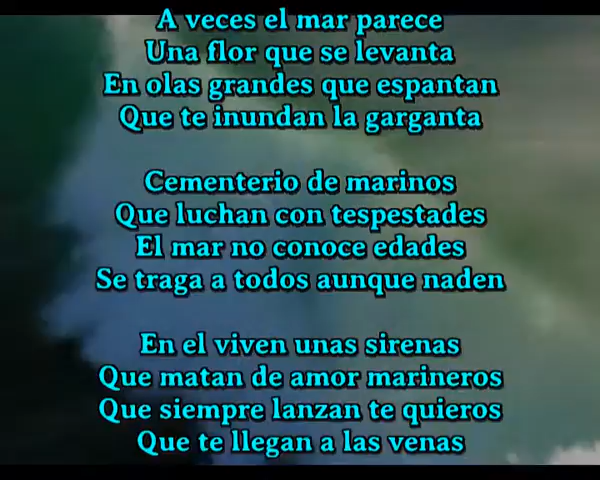 A veces el mar parece
Una flor que se levanta
En olas grandes que espantan
Que te inundan la garganta
Cementerio de marinos
Que luchan con tespestades
El mar no conoce edades
Se traga a todos aunque naden
En el viven unas sirenas
Que matan de amor marineros
Que siempre lanzan te quieros
Que te llegan a las venas